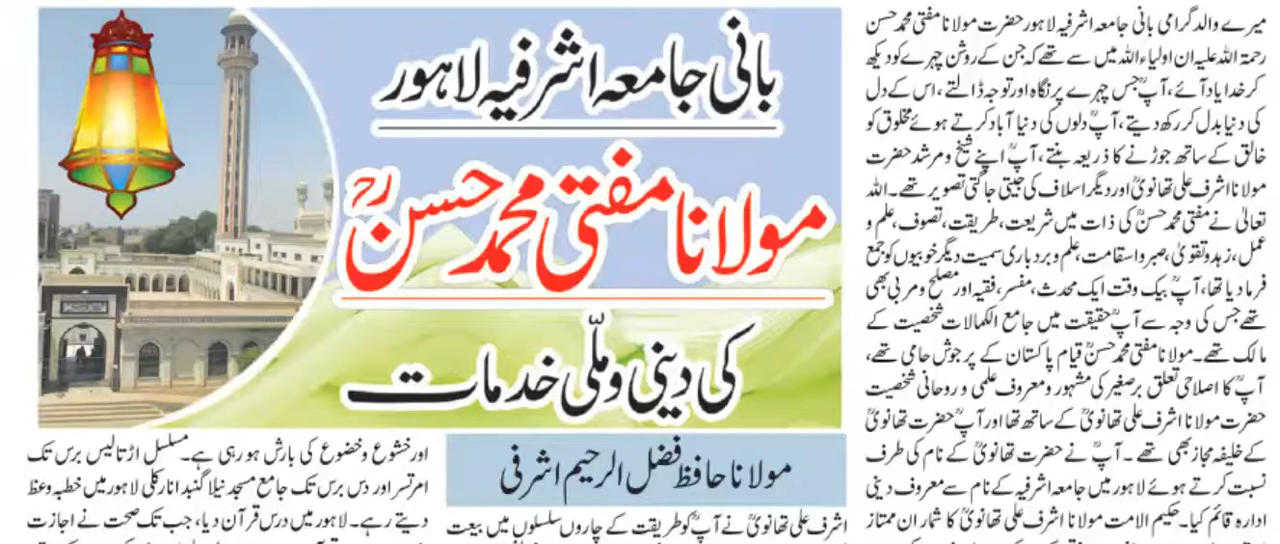 بانی جامعہ اشرفیہ لاہور
مولانا مفتی محمد حسنؒ
کی دینی و ملّی خدمات
مولانا حافظ فضل الرحیم اشرفی
میرے والد گرامی بانی جامعہ اشرفیہ لاہور حضرت مولانا مفتی محمد حسن
رحمۃ اللہ علیہ ان اولیاء اللہ میں سے تھے کہ جن کے روشن چہرے کو دیکھ
کر خدا یاد آئے، آپؒ جس چہرے پر نگاہ اور توجہ ڈالتے، اس کے دل
کی دنیا بدل کر رکھ دیتے، آپؒ دلوں کی دنیا آباد کرتے ہوئے مخلوق کو
خالق کے ساتھ جوڑنے کا ذریعہ بنتے، آپؒ اپنے شیخ و مرشد حضرت
مولانا اشرف علی تھانویؒ اور دیگر اسلاف کی جیتی جاگتی تصویر تھے۔ اللہ
تعالیٰ نے مفتی محمد حسنؒ کی ذات میں شریعت، طریقت، تصوف، علم و
عمل، زہد و تقویٰ، صبر و استقامت، علم و بردباری سمیت دیگر خوبیوں کو جمع
فرما دیا تھا، آپؒ بیک وقت ایک محدث، مفسر، فقیہ اور مصلح و مربی بھی
تھے جس کی وجہ سے آپؒ حقیقت میں جامع الکمالات شخصیت کے
مالک تھے۔ مولانا مفتی محمد حسنؒ قیام پاکستان کے پرجوش حامی تھے،
آپؒ کا اصلاحی تعلق برصغیر کی مشہور و معروف علمی و روحانی شخصیت
حضرت مولانا اشرف علی تھانویؒ کے ساتھ تھا اور آپؒ حضرت تھانویؒ
کے خلیفہ مجاز بھی تھے۔ آپؒ نے حضرت تھانویؒ کے نام کی طرف
نسبت کرتے ہوئے لاہور میں جامعہ اشرفیہ کے نام سے معروف دینی
ادارہ قائم کیا۔ حکیم الامت مولانا اشرف علی تھانویؒ کا شمار ان ممتاز
اشرف علی تھانویؒ نے آپؒ کو طریقت کے چاروں سلسلوں میں بیعت
اور خشوع و خضوع کی بارش ہو رہی ہے۔ مسلسل اڑتالیس برس تک
امرتسر اور دس برس تک جامع مسجد نیلا گنبد انارکلی لاہور میں خطبہ و وعظ
دیتے رہے۔ لاہور میں درس قرآن دیا، جب تک صحت نے اجازت